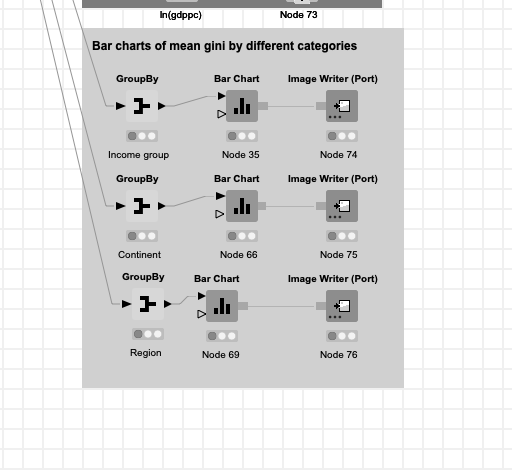 ln(gdppc) Node 73
Bar charts of mean gini by different categories
GroupBy Bar Chart Image Writer (Port)
Income group Node 35 Node 74
GroupBy Bar Chart Image Writer (Port)
Continent Node 66 Node 75
GroupBy Bar Chart Image Writer (Port)
Region Node 69 Node 76